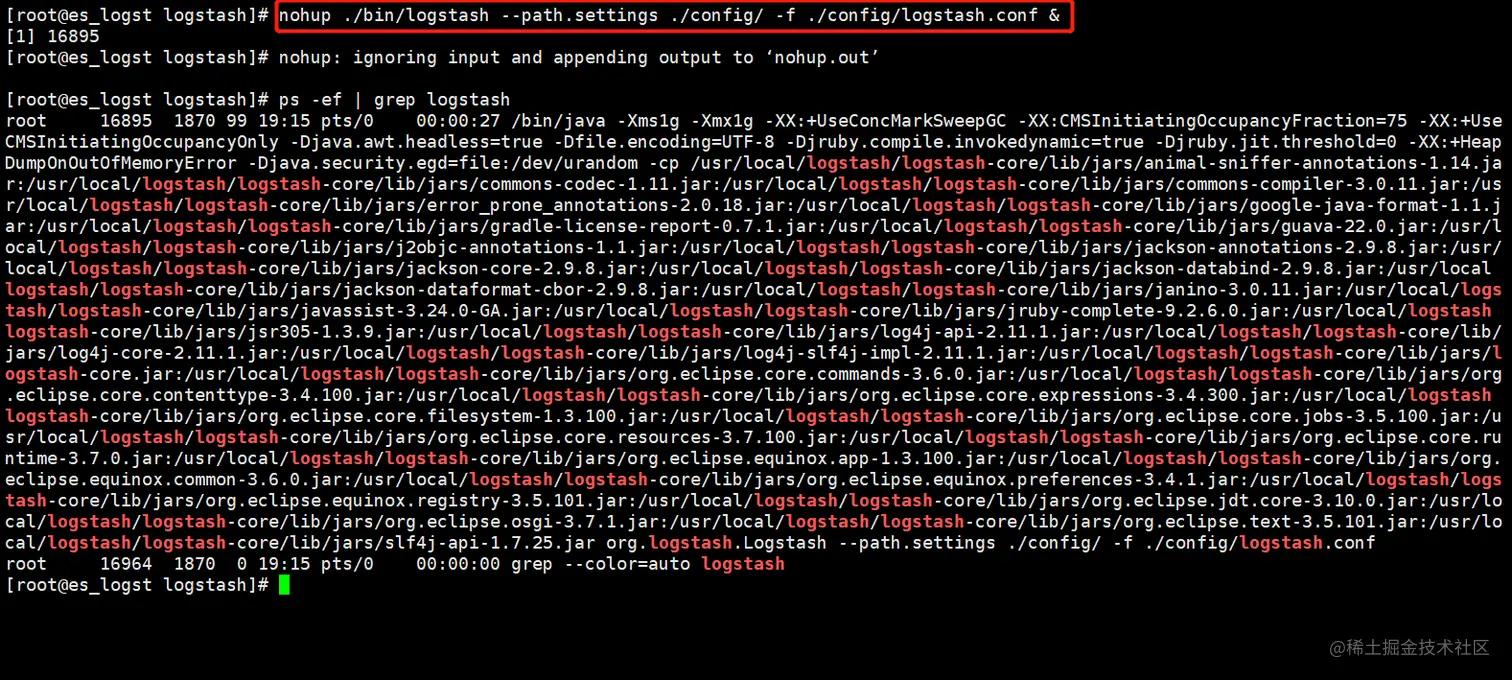 [root@es_logst logstash]# nohup ./bin/logstash --path.settings ./config/ -f ./config/logstash.conf &
[1] 16895
[root@es_logst logstash]# nohup: ignoring input and appending output to ‘nohup.out’
[root@es_logst logstash]# ps -ef | grep logstash
root     16895  1870 99 19:15 pts/0    00:00:27 /bin/java -Xms1g -Xmx1g -XX:+UseConcMarkSweepGC -XX:CMSInitiatingOccupancyFraction=75 -XX:+Use
CMSInitiatingOccupancyOnly -Djava.awt.headless=true -Dfile.encoding=UTF-8 -Djruby.compile.invokedynamic=true -Djruby.jit.threshold=0 -XX:+Heap
DumpOnOutOfMemoryError -Djava.security.egd=file:/dev/urandom -cp /usr/local/logstash/logstash-core/lib/jars/animal-sniffer-annotations-1.14.ja
r:/usr/local/logstash/logstash-core/lib/jars/commons-codec-1.11.jar:/usr/local/logstash/logstash-core/lib/jars/commons-compiler-3.0.11.jar:/us
r/local/logstash/logstash-core/lib/jars/error_prone_annotations-2.0.18.jar:/usr/local/logstash/logstash-core/lib/jars/google-java-format-1.1.j
ar:/usr/local/logstash/logstash-core/lib/jars/gradle-license-report-0.7.1.jar:/usr/local/logstash/logstash-core/lib/jars/guava-22.0.jar:/usr/l
ocal/logstash/logstash-core/lib/jars/j2objc-annotations-1.1.jar:/usr/local/logstash/logstash-core/lib/jars/jackson-annotations-2.9.8.jar:/usr/
local/logstash/logstash-core/lib/jars/jackson-core-2.9.8.jar:/usr/local/logstash/logstash-core/lib/jars/jackson-databind-2.9.8.jar:/usr/local
logstash/logstash-core/lib/jars/jackson-dataformat-cbor-2.9.8.jar:/usr/local/logstash/logstash-core/lib/jars/janino-3.0.11.jar:/usr/local/logs
tash/logstash-core/lib/jars/javassist-3.24.0-GA.jar:/usr/local/logstash/logstash-core/lib/jars/jruby-complete-9.2.6.0.jar:/usr/local/logstash
logstash-core/lib/jars/jsr305-1.3.9.jar:/usr/local/logstash/logstash-core/lib/jars/log4j-api-2.11.1.jar:/usr/local/logstash/logstash-core/lib/
jars/log4j-core-2.11.1.jar:/usr/local/logstash/logstash-core/lib/jars/log4j-slf4j-impl-2.11.1.jar:/usr/local/logstash/logstash-core/lib/jars/l
ogstash-core.jar:/usr/local/logstash/logstash-core/lib/jars/org.eclipse.core.commands-3.6.0.jar:/usr/local/logstash/logstash-core/lib/jars/org
.eclipse.core.contenttype-3.4.100.jar:/usr/local/logstash/logstash-core/lib/jars/org.eclipse.core.expressions-3.4.300.jar:/usr/local/logstash
logstash-core/lib/jars/org.eclipse.core.filesystem-1.3.100.jar:/usr/local/logstash/logstash-core/lib/jars/org.eclipse.core.jobs-3.5.100.jar:/u
sr/local/logstash/logstash-core/lib/jars/org.eclipse.core.resources-3.7.100.jar:/usr/local/logstash/logstash-core/lib/jars/org.eclipse.core.ru
ntime-3.7.0.jar:/usr/local/logstash/logstash-core/lib/jars/org.eclipse.equinox.app-1.3.100.jar:/usr/local/logstash/logstash-core/lib/jars/org.
eclipse.equinox.common-3.6.0.jar:/usr/local/logstash/logstash-core/lib/jars/org.eclipse.equinox.preferences-3.4.1.jar:/usr/local/logstash/logs
tash-core/lib/jars/org.eclipse.equinox.registry-3.5.101.jar:/usr/local/logstash/logstash-core/lib/jars/org.eclipse.jdt.core-3.10.0.jar:/usr/lo
cal/logstash/logstash-core/lib/jars/org.eclipse.osgi-3.7.1.jar:/usr/local/logstash/logstash-core/lib/jars/org.eclipse.text-3.5.101.jar:/usr/lo
cal/logstash/logstash-core/lib/jars/slf4j-api-1.7.25.jar org.logstash.Logstash --path.settings ./config/ -f ./config/logstash.conf
root     16964  1870  0 19:15 pts/0    00:00:00 grep --color=auto logstash
[root@es_logst logstash]#
@稀土掘金技术社区